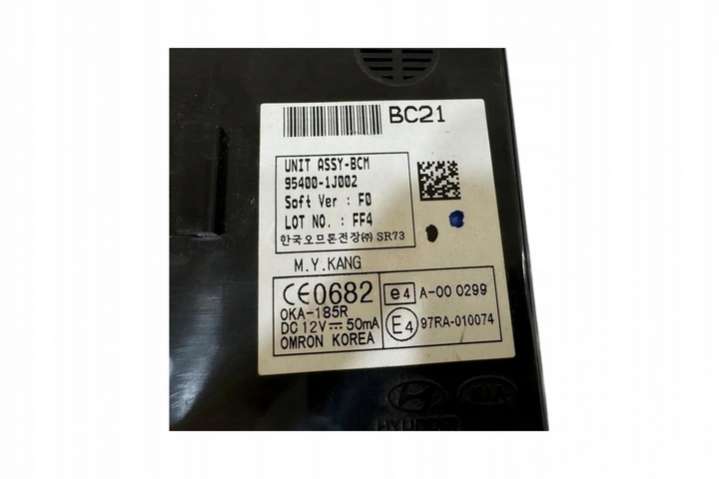 BC21
UNIT ASSY-BCM
95400-1J002
Soft Ver : F0
LOT NO. : FF4
한국오므론전장㈜ SR73
M.Y.KANG
CE0682
OKA-185R
DC 12V⎓50mA
OMRON KOREA
e4 A-00 0299
E4 97RA-010074